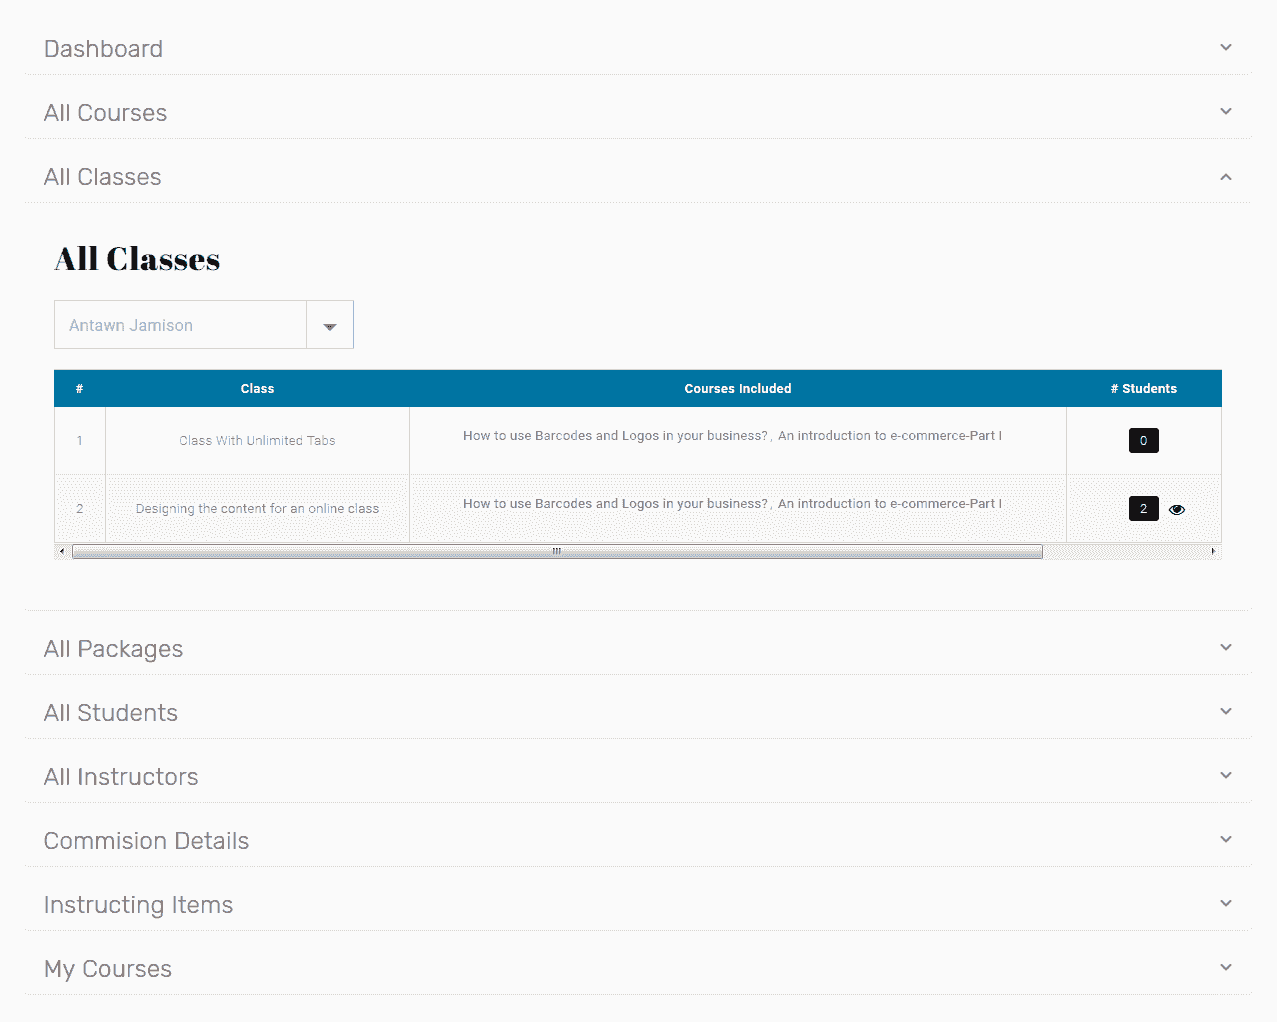 Dashboard
All Courses
All Classes
All Classes
Antawn Jamison
# Class Courses Included # Students
1 Class With Unlimited Tabs How to use Barcodes and Logos in your business? , An introduction to e-commerce-Part I 0
2 Designing the content for an online class How to use Barcodes and Logos in your business? , An introduction to e-commerce-Part I 2
All Packages
All Students
All Instructors
Commision Details
Instructing Items
My Courses